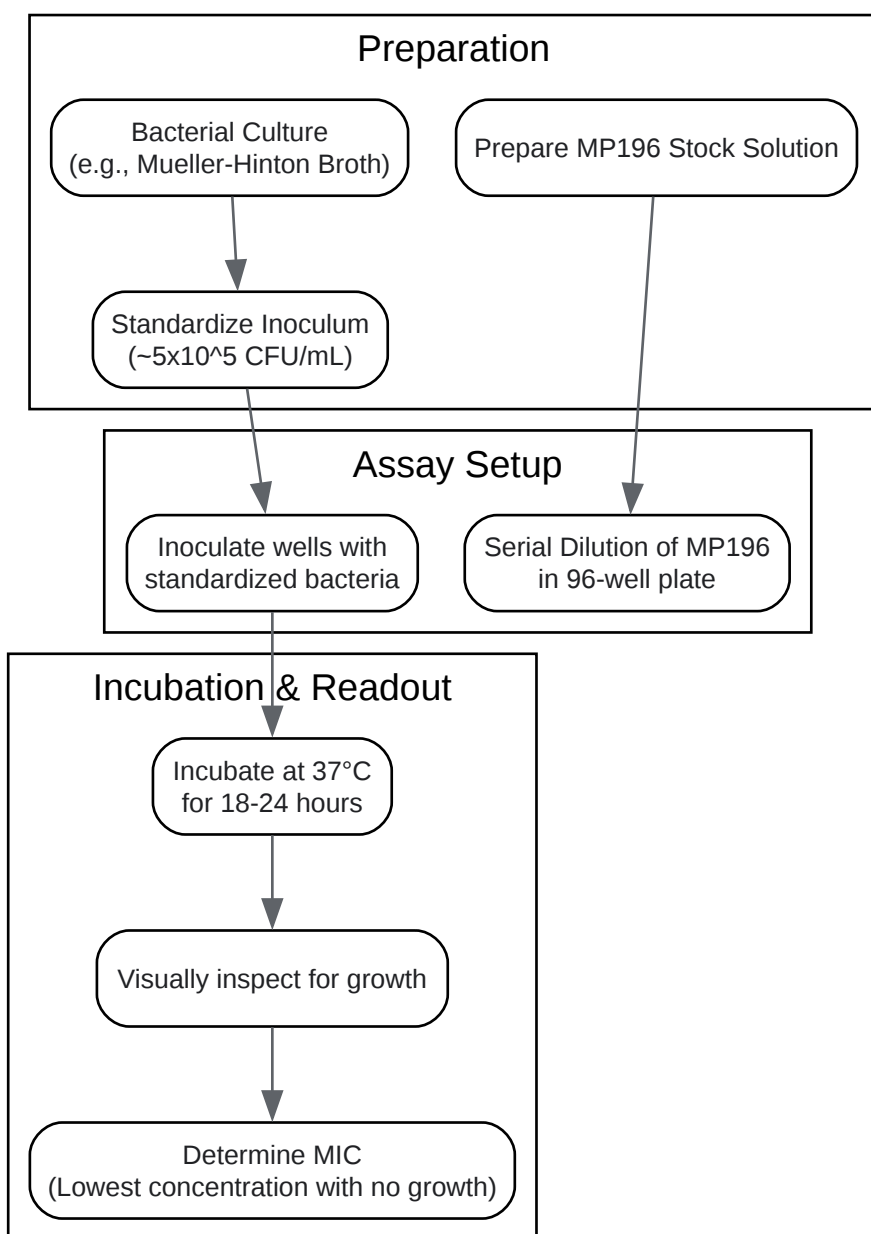 Preparation
Bacterial Culture
(e.g., Mueller-Hinton Broth)
Prepare MP196 Stock Solution
Standardize Inoculum
(~5x10^5 CFU/mL)
Assay Setup
Inoculate wells with
standardized bacteria
Serial Dilution of MP196
in 96-well plate
Incubation & Readout
Incubate at 37°C
for 18-24 hours
Visually inspect for growth
Determine MIC
(Lowest concentration with no growth)